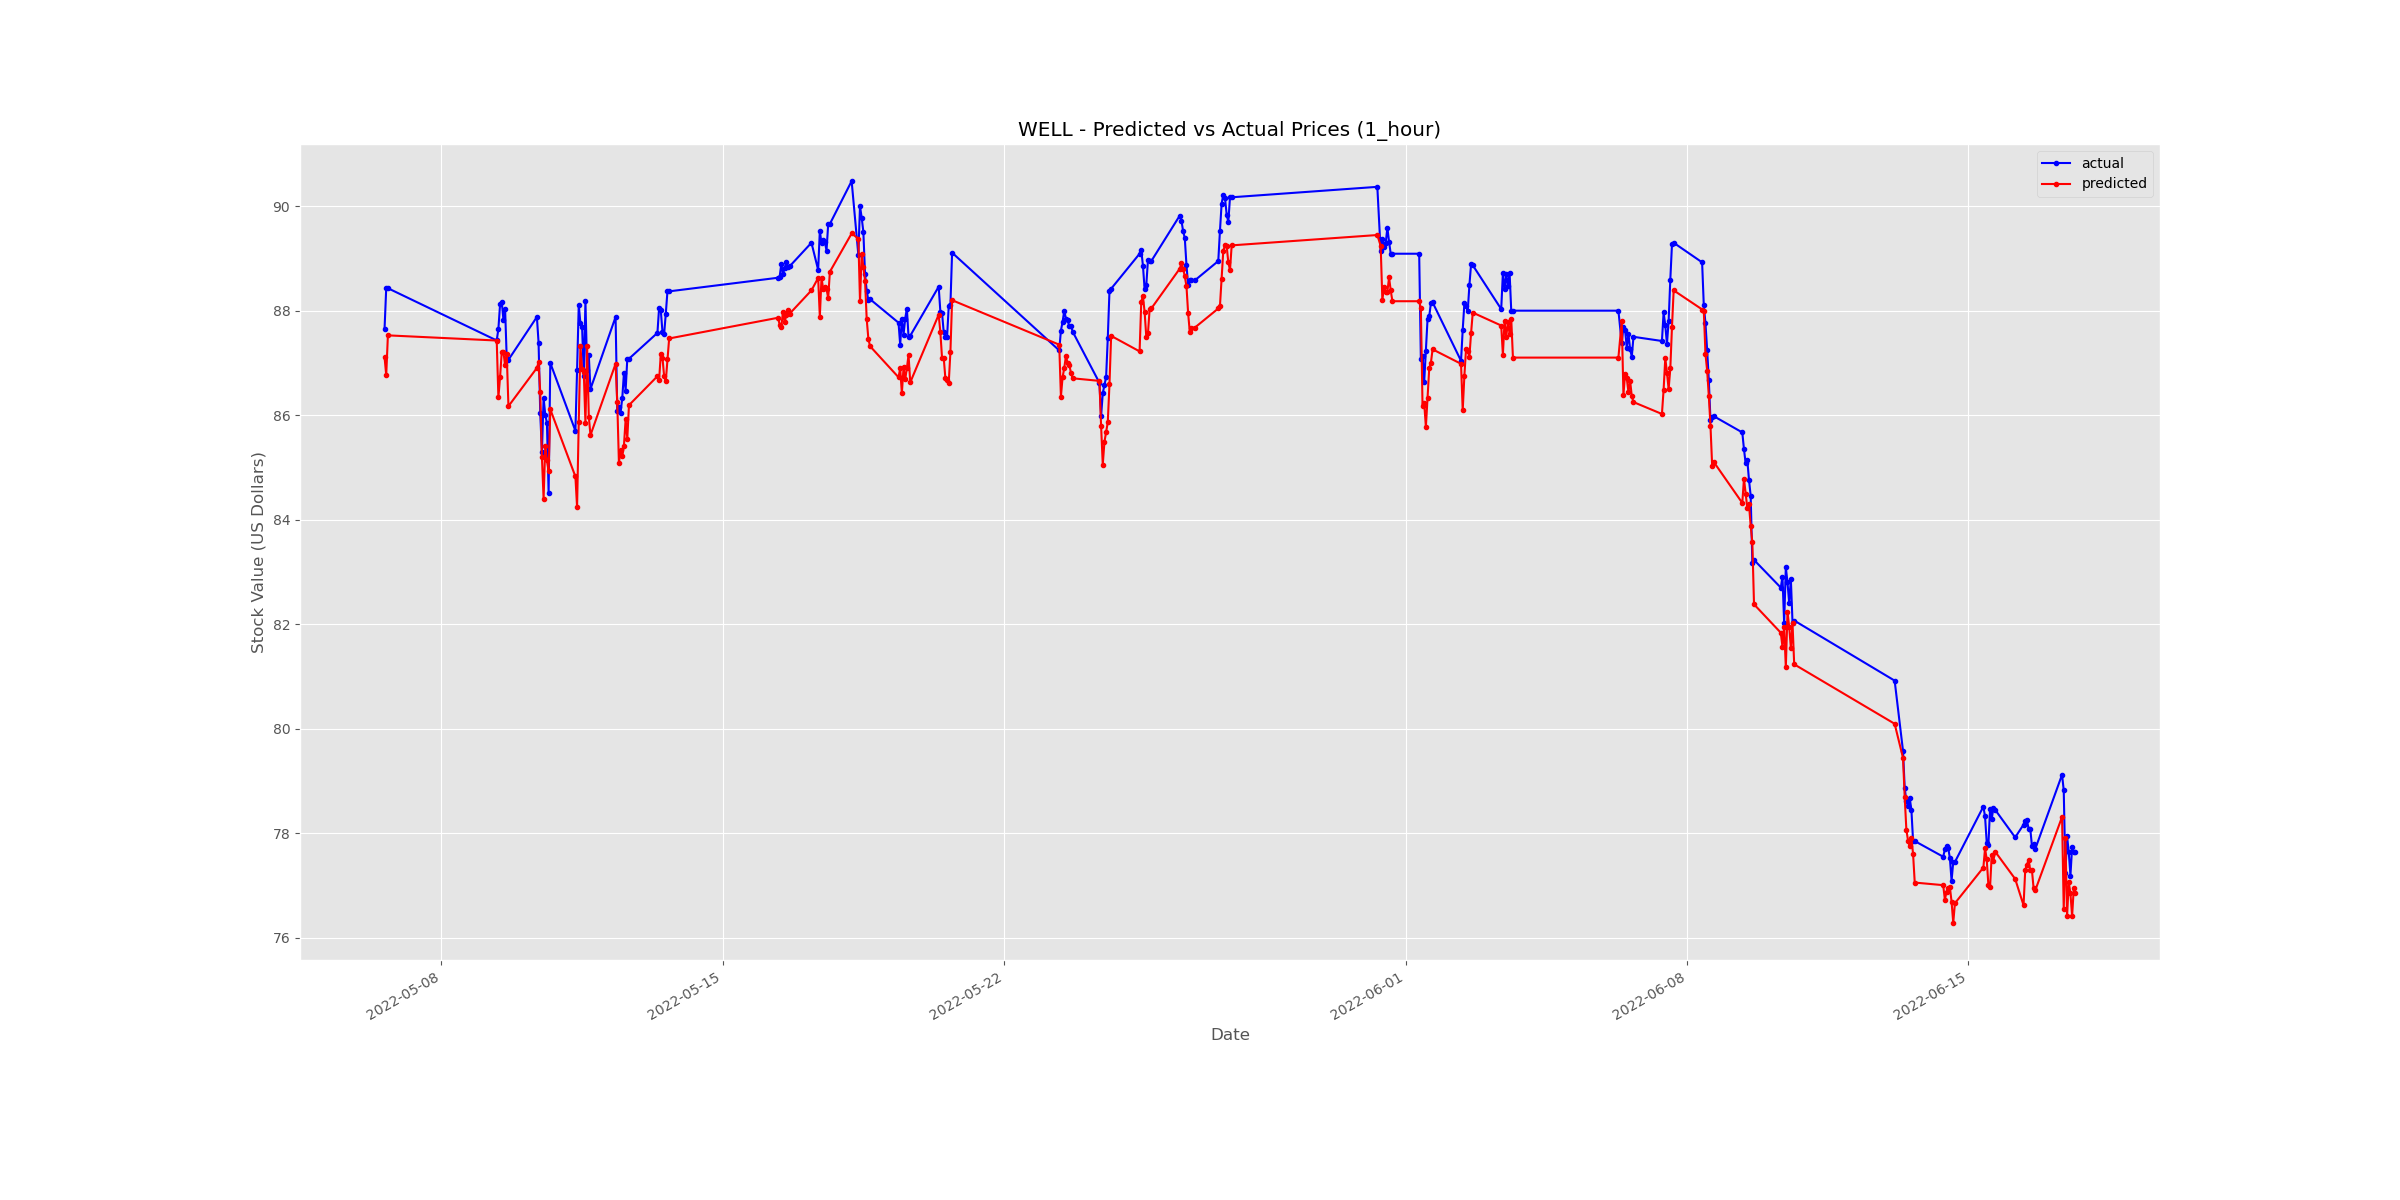 WELL - Predicted vs Actual Prices (1_hour)
actual
predicted
90
88
86
84
82
80
78
76
Stock Value (US Dollars)
2022-05-08
2022-05-15
2022-05-22
2022-06-01
2022-06-08
2022-06-15
Date